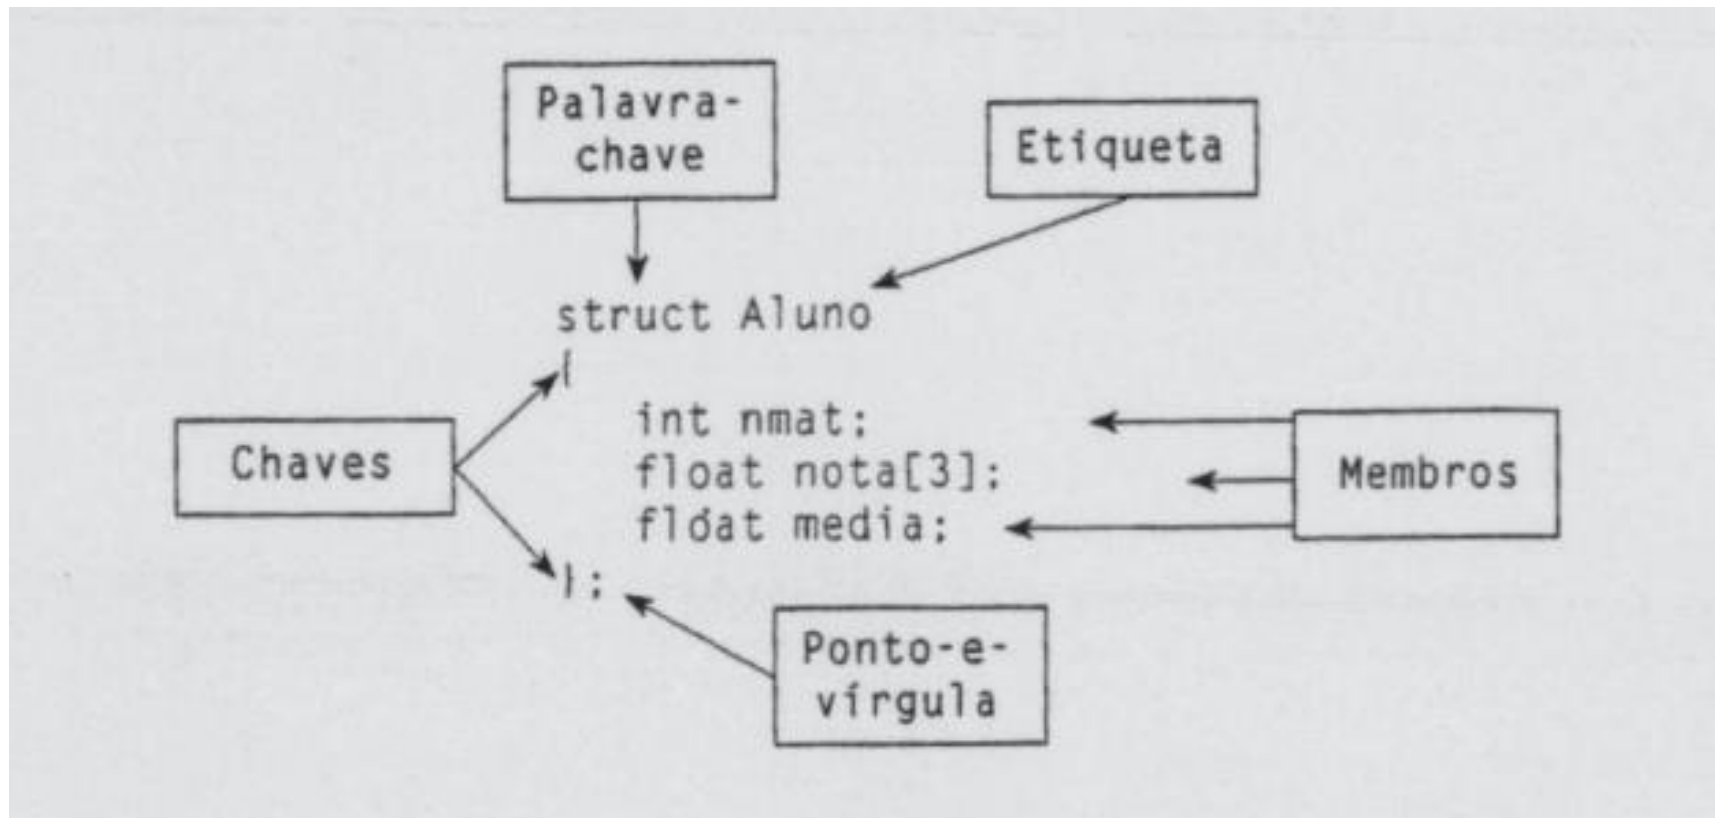 Palavra-
chave
Etiqueta
struct Aluno
{
Chaves
int nmat;
float nota[3];
float media;
Membros
};
Ponto-e-
vírgula